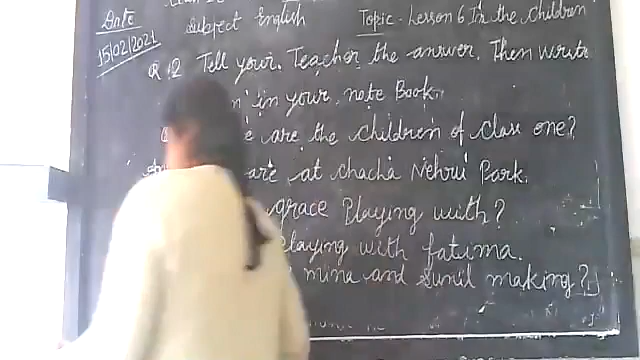 Date
15/02/2021
Subject English Topic - Lesson 6 In the children
Q.2 Tell your. Teacher the answer. Then write
in your note Book.
are the children of class one?
are at chacha Nehru Park.
grace Playing with?
Playing with fatima.
mina and Sunil making?